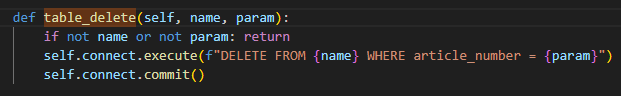 def table_delete(self, name, param):
    if not name or not param: return
    self.connect.execute(f"DELETE FROM {name} WHERE article_number = {param}")
    self.connect.commit()